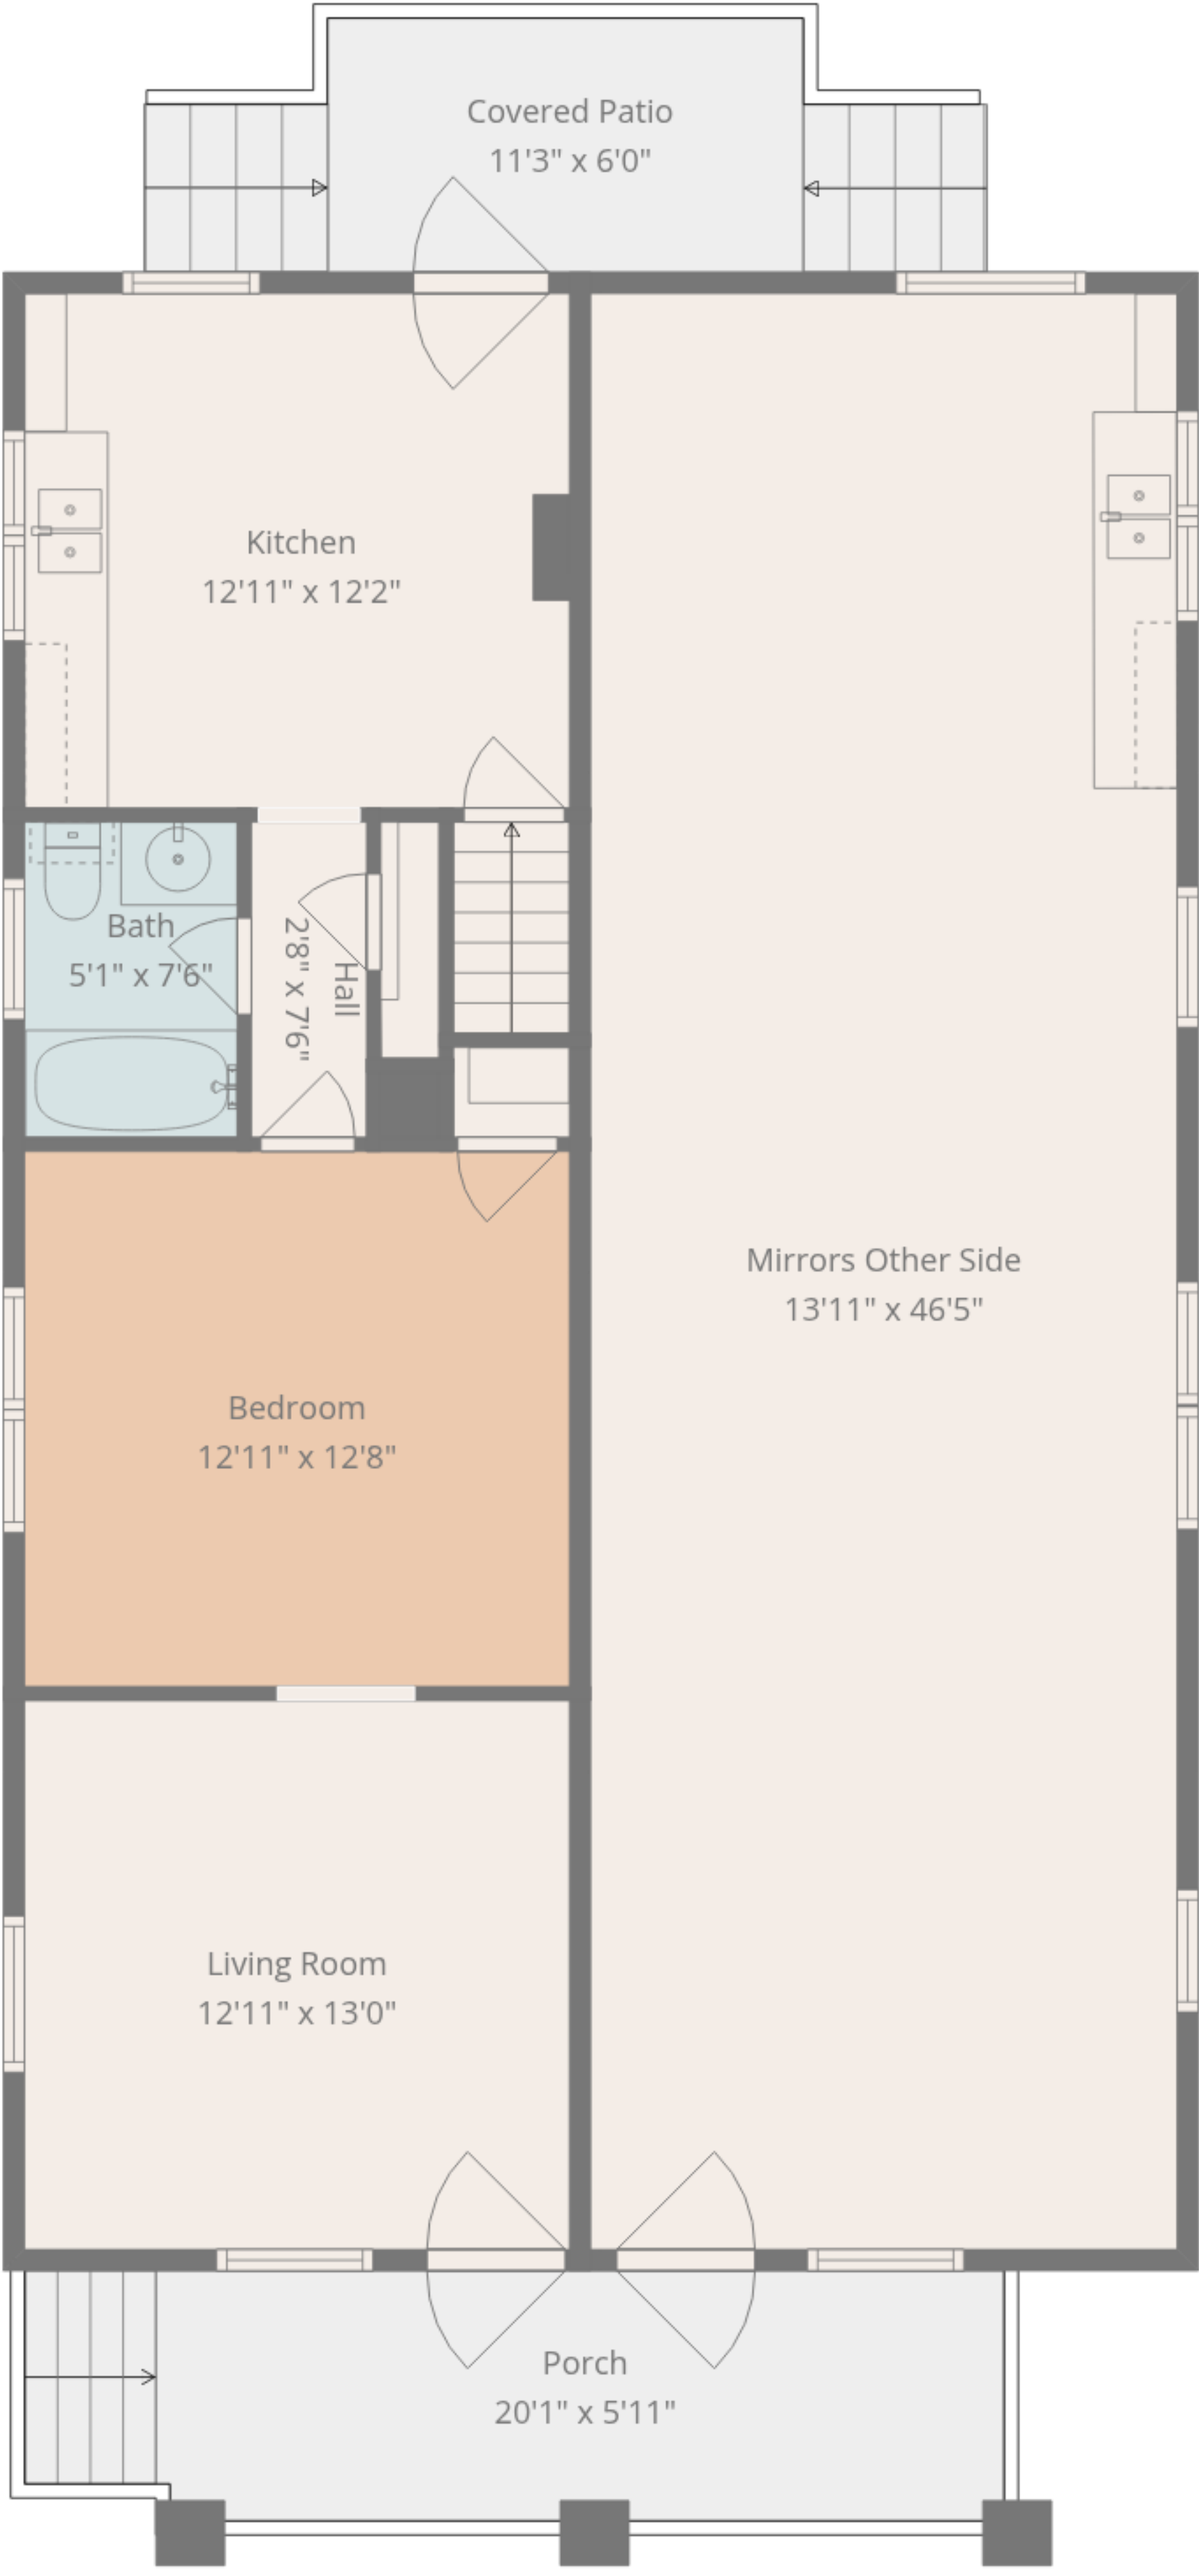 Covered Patio
11'3" x 6'0"
Kitchen
12'11" x 12'2"
Bath
5'1" x 7'6"
Hall
2'8" x 7'6"
Mirrors Other Side
13'11" x 46'5"
Bedroom
12'11" x 12'8"
Living Room
12'11" x 13'0"
Porch
20'1" x 5'11"